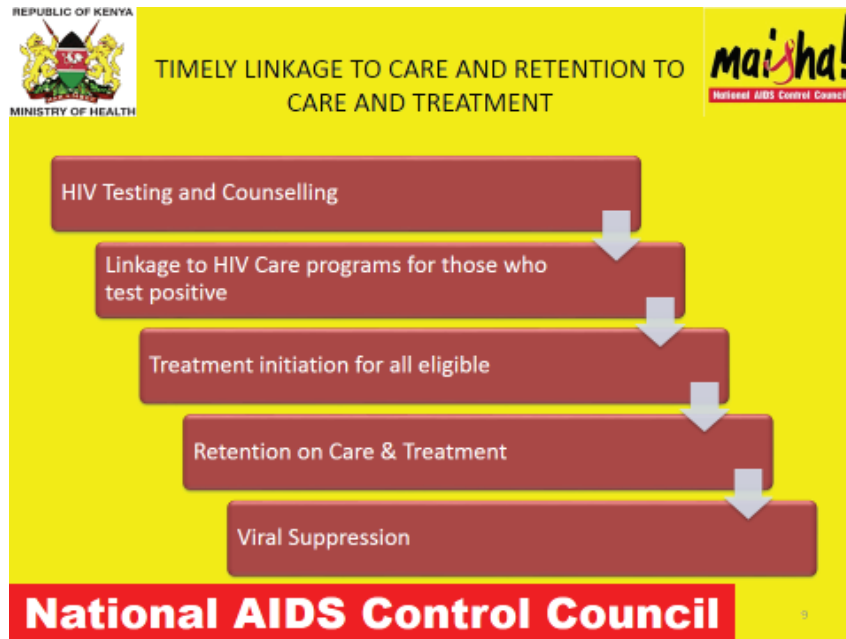 REPUBLIC OF KENYA
MINISTRY OF HEALTH
TIMELY LINKAGE TO CARE AND RETENTION TO
CARE AND TREATMENT
maisha!
National AIDS Control Council
HIV Testing and Counselling
Linkage to HIV Care programs for those who
test positive
Treatment initiation for all eligible
Retention on Care & Treatment
Viral Suppression
National AIDS Control Council
9